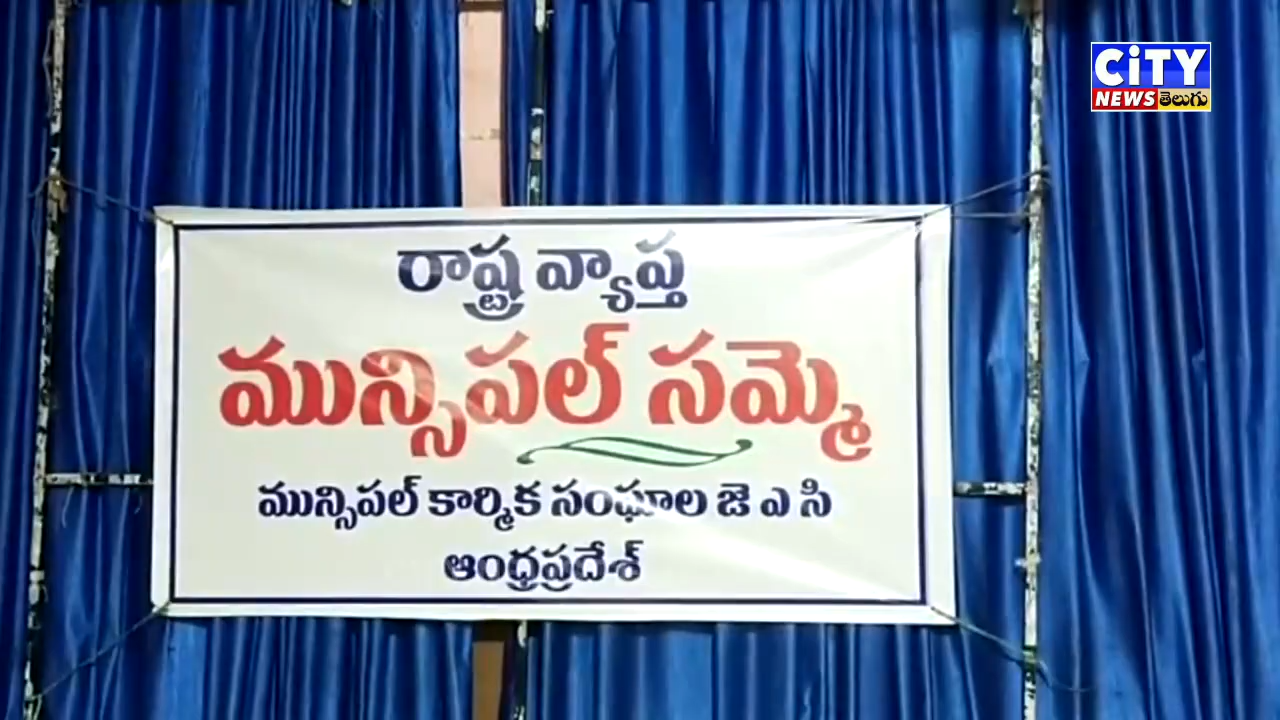 CiTY
NEWS తెలుగు
రాష్ట్ర వ్యాప్త
మున్సిపల్ సమ్మె
మున్సిపల్ కార్మిక సంఘాల జె ఎ సి
ఆంధ్రప్రదేశ్